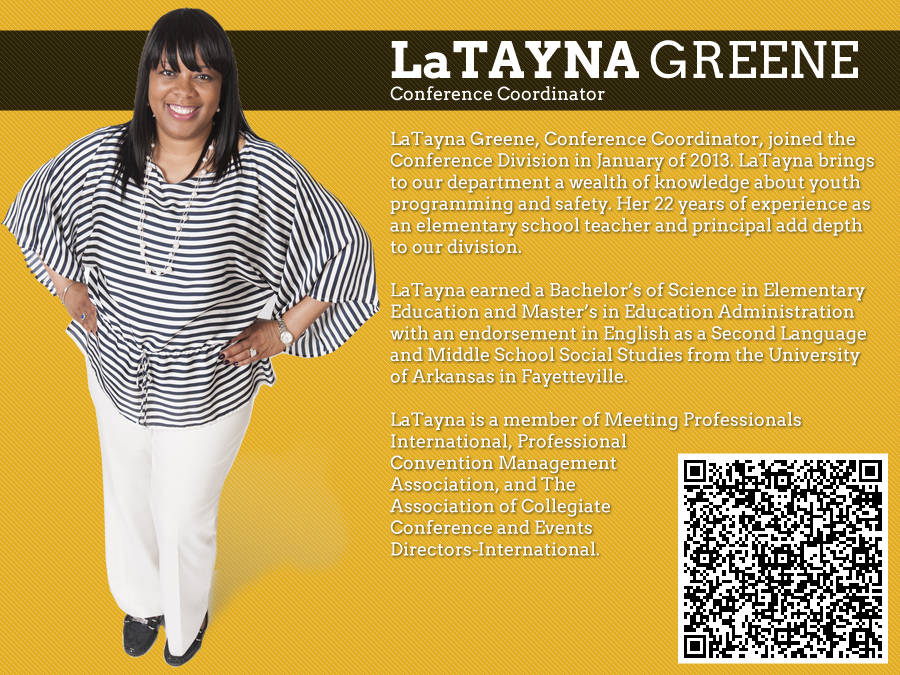 LaTAYNA GREENE
Conference Coordinator
LaTayna Greene, Conference Coordinator, joined the
Conference Division in January of 2013. LaTayna brings
to our department a wealth of knowledge about youth
programming and safety. Her 22 years of experience as
an elementary school teacher and principal add depth
to our division.
LaTayna earned a Bachelor's of Science in Elementary
Education and Master's in Education Administration
with an endorsement in English as a Second Language
and Middle School Social Studies from the University
of Arkansas in Fayetteville.
LaTayna is a member of Meeting Professionals
International, Professional
Convention Management
Association, and The
Association of Collegiate
Conference and Events
Directors-International.